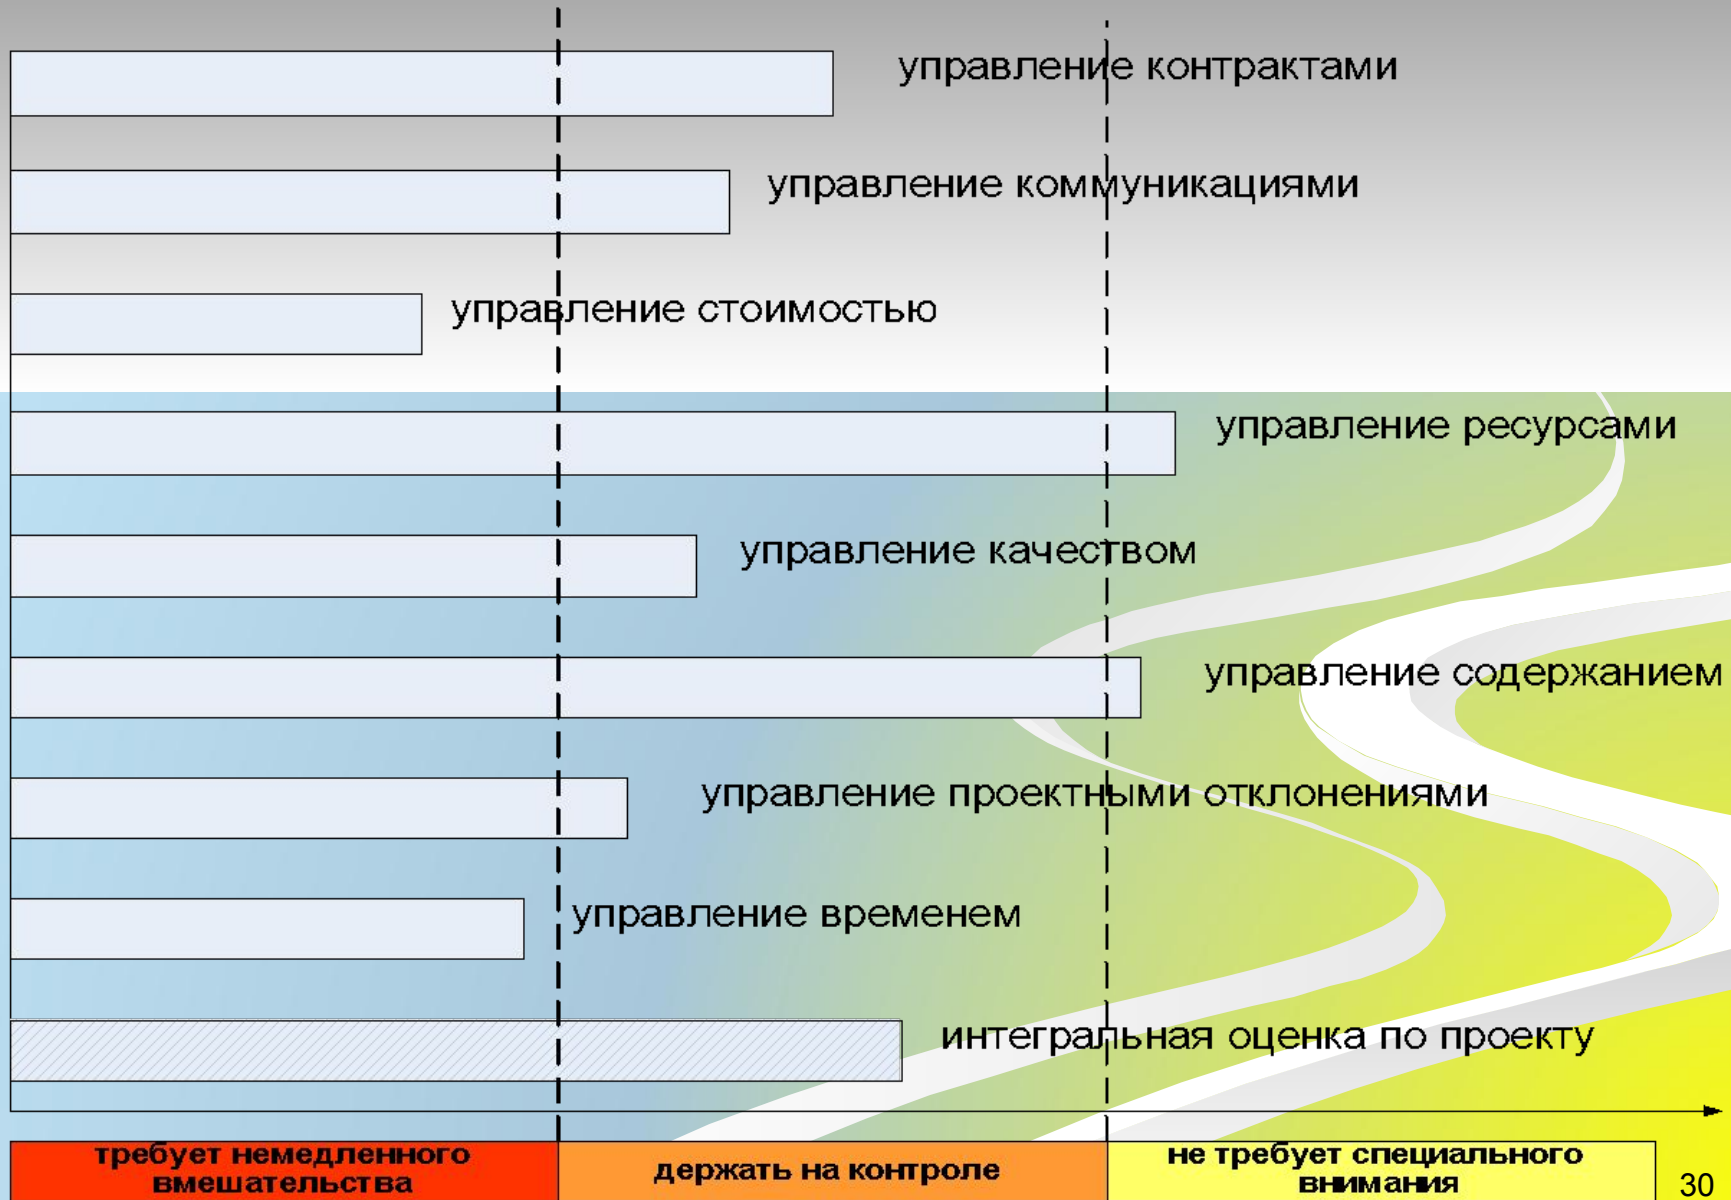 управление контрактами
управление коммуникациями
управление стоимостью
управление ресурсами
управление качеством
управление содержанием
управление проектными отклонениями
управление временем
интегральная оценка по проекту
требует немедленного
вмешательства
держать на контроле
не требует специального
внимания
30